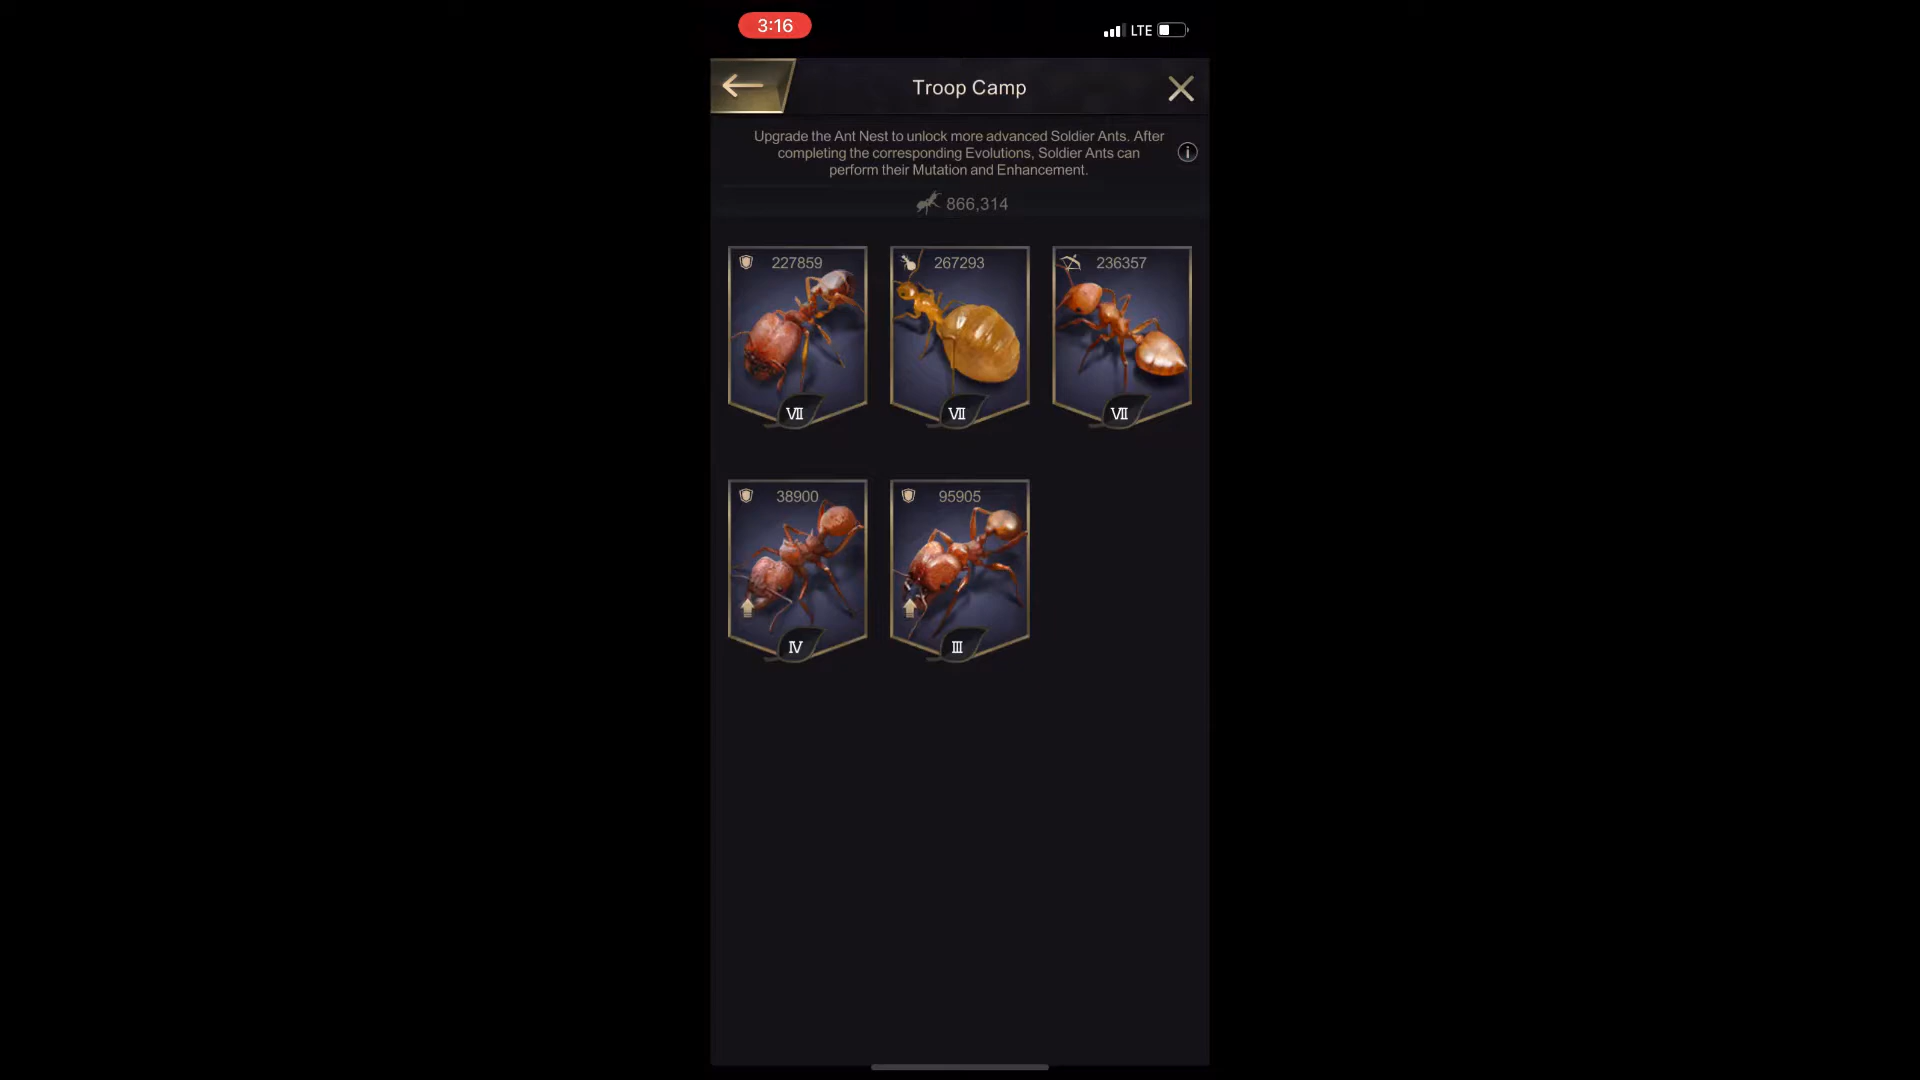 3:16
LTE
Troop Camp
Upgrade the Ant Nest to unlock more advanced Soldier Ants. After
completing the corresponding Evolutions, Soldier Ants can
perform their Mutation and Enhancement.
866,314
227859
267293
236357
VII
VII
VII
38900
95905
IV
III